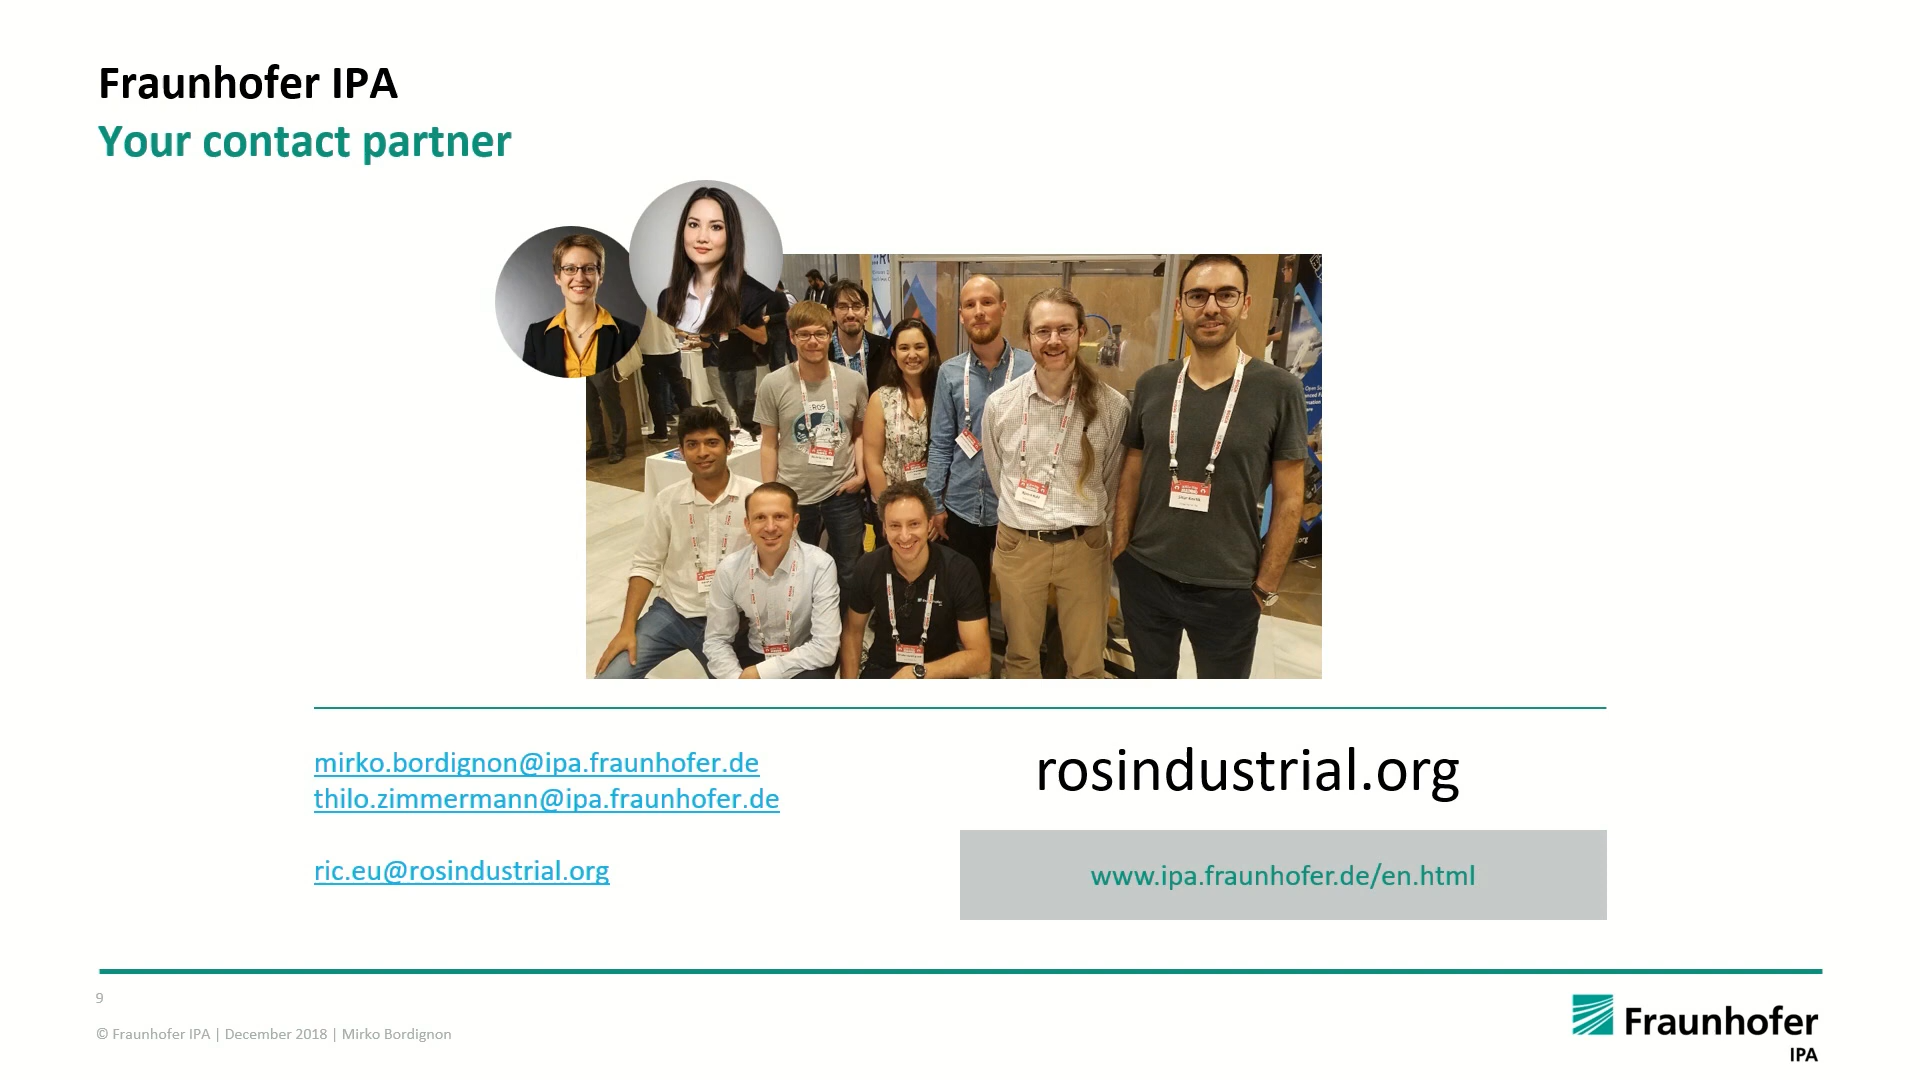 Fraunhofer IPA
Your contact partner
ROS
mirko.bordignon@ipa.fraunhofer.de
thilo.zimmermann@ipa.fraunhofer.de
ric.eu@rosindustrial.org
rosindustrial.org
www.ipa.fraunhofer.de/en.html
9
© Fraunhofer IPA | December 2018 | Mirko Bordignon
Fraunhofer
IPA